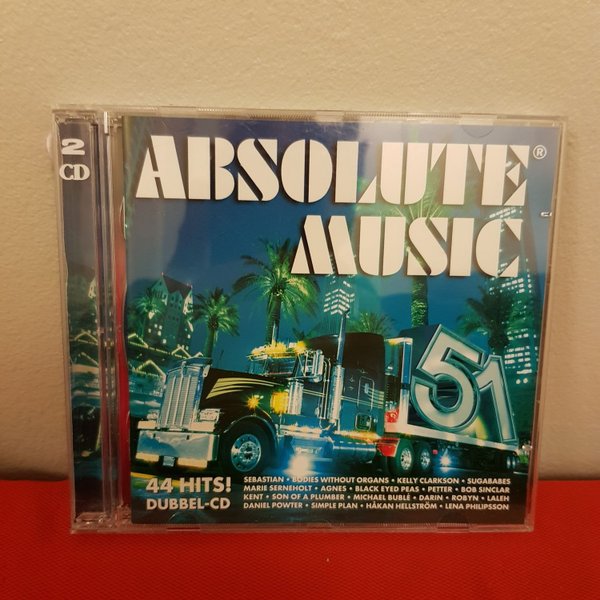 2
CD
ABSOLUTE®
MUSIC
51
44 HITS!
DUBBEL-CD
SEBASTIAN • BODIES WITHOUT ORGANS • KELLY CLARKSON • SUGABABES
MARIE SERNEHOLT • AGNES • BLACK EYED PEAS • PETTER • BOB SINCLAR
KENT • SON OF A PLUMBER • MICHAEL BUBLÉ • DARIN • ROBYN • LALEH
DANIEL POWTER • SIMPLE PLAN • HÅKAN HELLSTRÖM • LENA PHILIPSSON